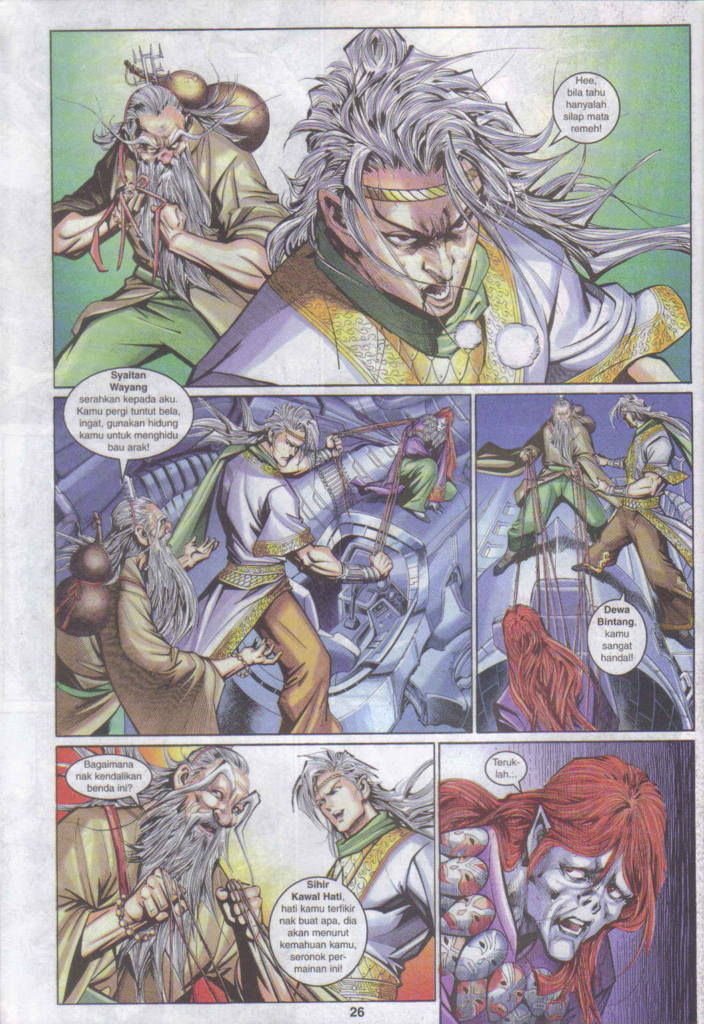 Hee,
bila tahu
hanyalah
silap mata
remeh!
Syaitan
Wayang
serahkan kepada aku.
Kamu pergi tuntut bela,
ingat, gunakan hidung
kamu untuk menghidu
bau arak!
Dewa
Bintang.
kamu
sangat
handal!
Bagaimana
nak kendalikan
benda ini?
Sihir
Kawal Hati,
hati kamu terfikir
nak buat apa, dia
akan menurut
kemahuan kamu,
seronok per-
mainan ini!
Teruk-
lah...
26